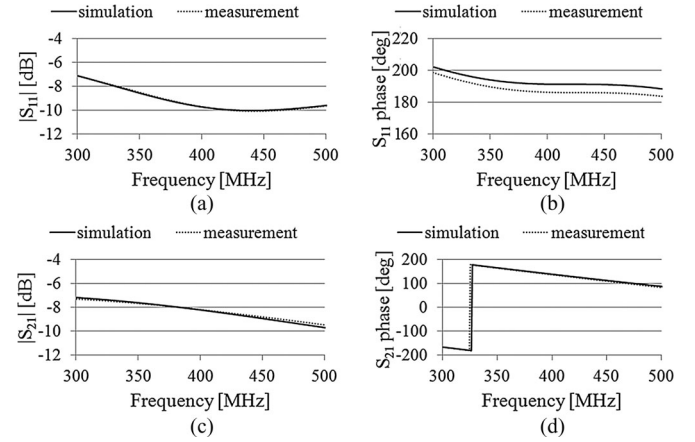 simulation measurement
-4
-6
-8
-10
-12
|S11| [dB]
300 350 400 450 500
Frequency [MHz]
(a)
simulation measurement
220
200
180
160
S11 phase [deg]
300 350 400 450 500
Frequency [MHz]
(b)
simulation measurement
-4
-6
-8
-10
-12
|S21| [dB]
300 350 400 450 500
Frequency [MHz]
(c)
simulation measurement
200
100
0
-100
-200
S21 phase [deg]
300 350 400 450 500
Frequency [MHz]
(d)